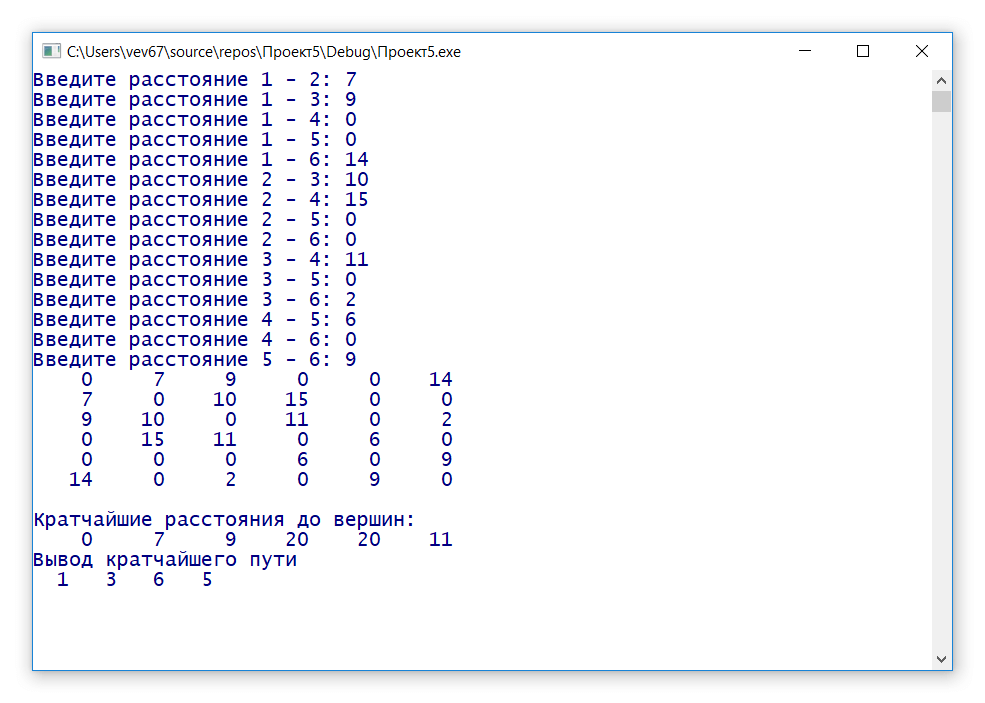 C:\Users\vev67\source\repos\Проект5\Debug\Проект5.exe
Введите расстояние 1 - 2: 7
Введите расстояние 1 - 3: 9
Введите расстояние 1 - 4: 0
Введите расстояние 1 - 5: 0
Введите расстояние 1 - 6: 14
Введите расстояние 2 - 3: 10
Введите расстояние 2 - 4: 15
Введите расстояние 2 - 5: 0
Введите расстояние 2 - 6: 0
Введите расстояние 3 - 4: 11
Введите расстояние 3 - 5: 0
Введите расстояние 3 - 6: 2
Введите расстояние 4 - 5: 6
Введите расстояние 4 - 6: 0
Введите расстояние 5 - 6: 9
0 7 9 0 0 14
7 0 10 15 0 0
9 10 0 11 0 2
0 15 11 0 6 0
0 0 0 6 0 9
14 0 2 0 9 0
Кратчайшие расстояния до вершин:
0 7 9 20 20 11
Вывод кратчайшего пути
1 3 6 5